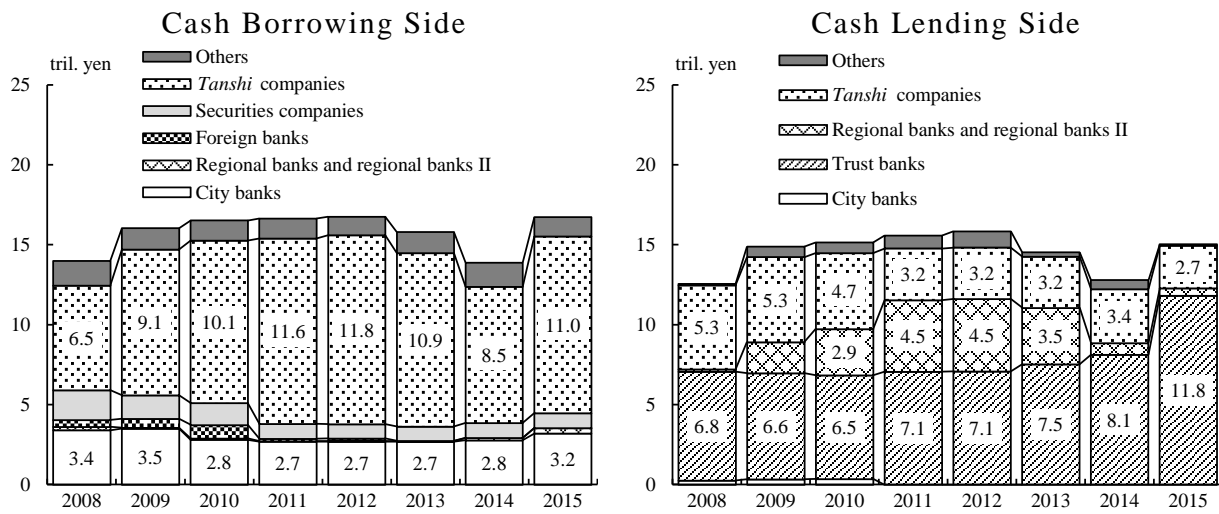 Cash Borrowing Side
tril. yen
Others
Tanshi companies
Securities companies
Foreign banks
Regional banks and regional banks II
City banks
25
20
15
10
5
0
6.5
9.1
10.1
11.6
11.8
10.9
8.5
11.0
3.4
3.5
2.8
2.7
2.7
2.7
2.8
3.2
2008 2009 2010 2011 2012 2013 2014 2015
Cash Lending Side
tril. yen
Others
Tanshi companies
Regional banks and regional banks II
Trust banks
City banks
25
20
15
10
5
0
5.3
5.3
4.7
3.2
3.2
3.2
3.4
2.7
2.9
4.5
4.5
3.5
6.8
6.6
6.5
7.1
7.1
7.5
8.1
11.8
2008 2009 2010 2011 2012 2013 2014 2015